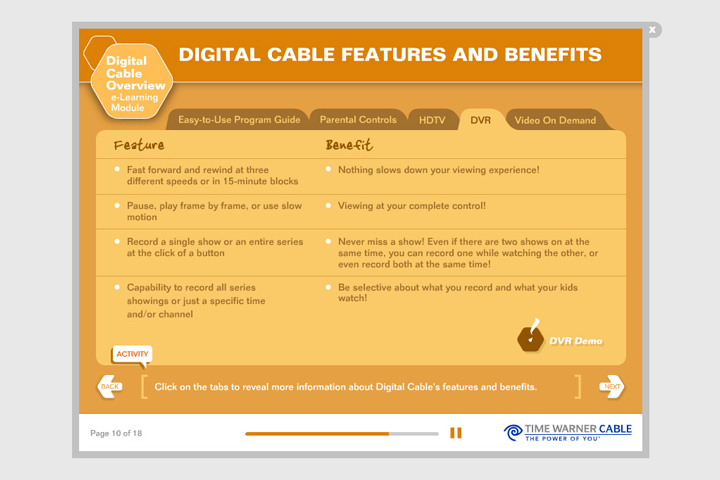 x
DIGITAL CABLE FEATURES AND BENEFITS
Digital
Cable
Overview
e-Learning
Module
Easy-to-Use Program Guide
Parental Controls
HDTV
DVR
Video On Demand
Feature
Benefit
Fast forward and rewind at three
different speeds or in 15-minute blocks
Nothing slows down your viewing experience!
Pause, play frame by frame, or use slow
motion
Viewing at your complete control!
Record a single show or an entire series
at the click of a button
Never miss a show! Even if there are two shows on at the
same time, you can record one while watching the other, or
even record both at the same time!
Capability to record all series
showings or just a specific time
and/or channel
Be selective about what you record and what your kids
watch!
DVR Demo
ACTIVITY
BACK
Click on the tabs to reveal more information about Digital Cable's features and benefits.
NEXT
Page 10 of 18
TIME WARNER CABLE
THE POWER OF YOU™